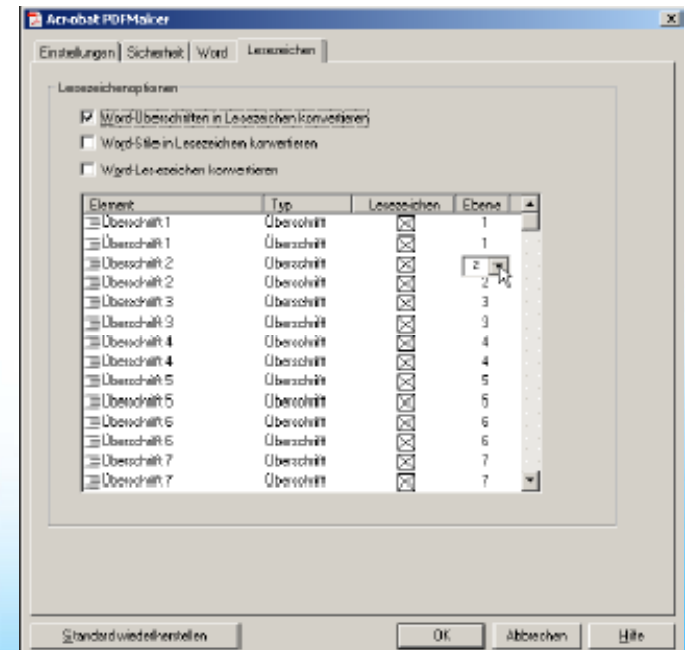 Acrobat PDFMaker
Einstellungen Sicherheit Word Lesezeichen
Lesezeichenoptionen
Word-Überschriften in Lesezeichen konvertieren
Word-Stile in Lesezeichen konvertieren
Word-Lesezeichen konvertieren
Element Typ Lesezeichen Ebene
Überschrift 1 Überschrift 1
Überschrift 1 Überschrift 1
Überschrift 2 Überschrift 2
Überschrift 2 Überschrift 2
Überschrift 3 Überschrift 3
Überschrift 3 Überschrift 3
Überschrift 4 Überschrift 4
Überschrift 4 Überschrift 4
Überschrift 5 Überschrift 5
Überschrift 5 Überschrift 5
Überschrift 6 Überschrift 6
Überschrift 6 Überschrift 6
Überschrift 7 Überschrift 7
Überschrift 7 Überschrift 7
Standard wiederherstellen OK Abbrechen Hilfe